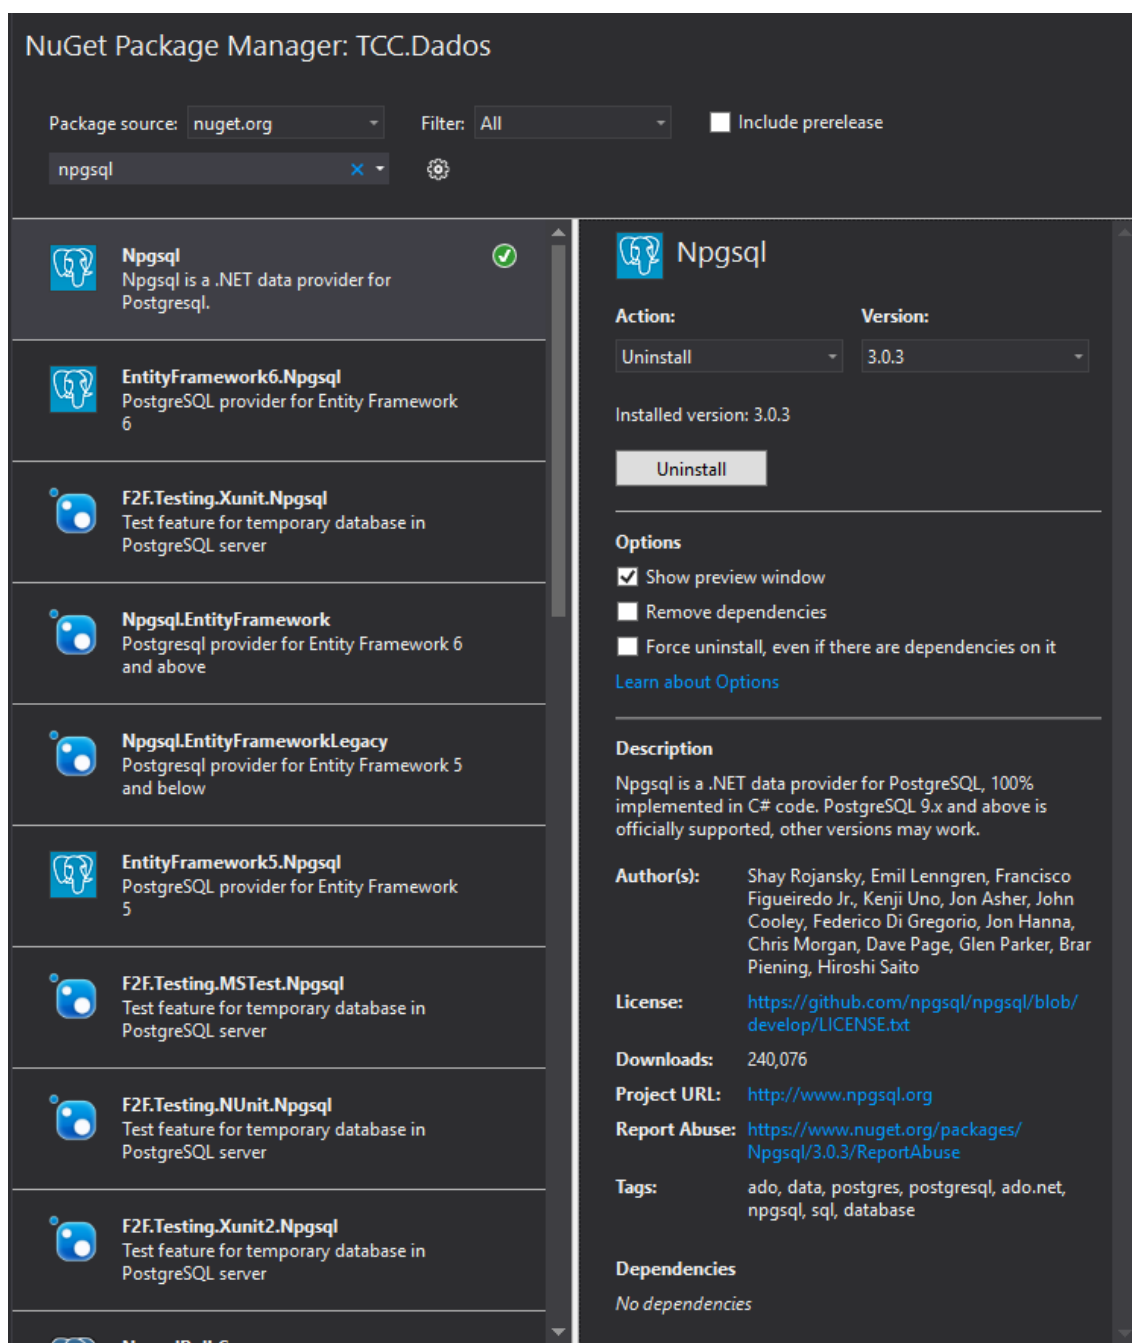 NuGet Package Manager: TCC.Dados
Package source: nuget.org
Filter: All
Include prerelease
npgsql
Npgsql
Npgsql is a .NET data provider for
Postgresql.
EntityFramework6.Npgsql
PostgreSQL provider for Entity Framework
6
F2F.Testing.Xunit.Npgsql
Test feature for temporary database in
PostgreSQL server
Npgsql.EntityFramework
Postgresql provider for Entity Framework 6
and above
Npgsql.EntityFrameworkLegacy
Postgresql provider for Entity Framework 5
and below
EntityFramework5.Npgsql
PostgreSQL provider for Entity Framework
5
F2F.Testing.MSTest.Npgsql
Test feature for temporary database in
PostgreSQL server
F2F.Testing.NUnit.Npgsql
Test feature for temporary database in
PostgreSQL server
F2F.Testing.Xunit2.Npgsql
Test feature for temporary database in
PostgreSQL server
Npgsql
Action:
Version:
Uninstall
3.0.3
Installed version: 3.0.3
Uninstall
Options
Show preview window
Remove dependencies
Force uninstall, even if there are dependencies on it
Learn about Options
Description
Npgsql is a .NET data provider for PostgreSQL, 100%
implemented in C# code. PostgreSQL 9.x and above is
officially supported, other versions may work.
Author(s): Shay Rojansky, Emil Lenngren, Francisco
Figueiredo Jr., Kenji Uno, Jon Asher, John
Cooley, Federico Di Gregorio, Jon Hanna,
Chris Morgan, Dave Page, Glen Parker, Brar
Piening, Hiroshi Saito
License: https://github.com/npgsql/npgsql/blob/
develop/LICENSE.txt
Downloads: 240,076
Project URL: http://www.npgsql.org
Report Abuse: https://www.nuget.org/packages/
Npgsql/3.0.3/ReportAbuse
Tags: ado, data, postgres, postgresql, ado.net,
npgsql, sql, database
Dependencies
No dependencies